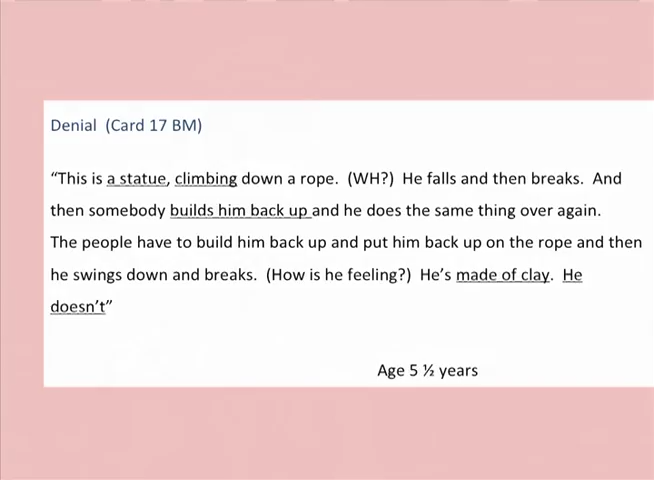 Denial (Card 17 BM)
“This is a statue, climbing down a rope. (WH?) He falls and then breaks. And
then somebody builds him back up and he does the same thing over again.
The people have to build him back up and put him back up on the rope and then
he swings down and breaks. (How is he feeling?) He’s made of clay. He
doesn’t”
Age 5 ½ years